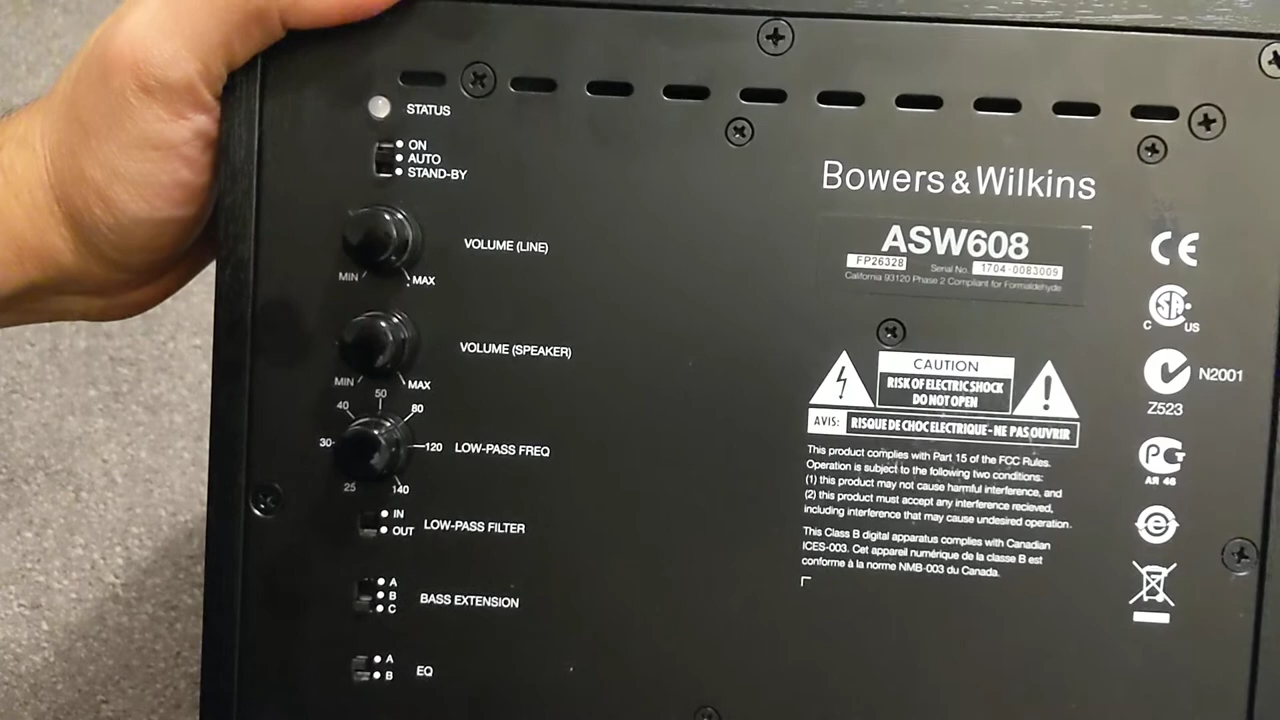 STATUS
ON
AUTO
STAND-BY
VOLUME (LINE)
MIN
MAX
VOLUME (SPEAKER)
MIN
MAX
50
40
80
30
120
LOW-PASS FREQ
25
140
IN
OUT
LOW-PASS FILTER
A
B
C
BASS EXTENSION
A
B
EQ
Bowers & Wilkins
ASW608
FP26328
Serial No. 1704-0083009
California 93120 Phase 2 Compliant for Formaldehyde
CAUTION
RISK OF ELECTRIC SHOCK
DO NOT OPEN
AVIS: RISQUE DE CHOC ELECTRIQUE - NE PAS OUVRIR
This product complies with Part 15 of the FCC Rules.
Operation is subject to the following two conditions:
(1) this product may not cause harmful interference, and
(2) this product must accept any interference recieved,
including interference that may cause undesired operation.
This Class B digital apparatus complies with Canadian
ICES-003. Cet appareil numérique de la classe B est
conforme à la norme NMB-003 du Canada.
CE
SA
C US
N2001
Z523
РСТ
АЯ 46
e